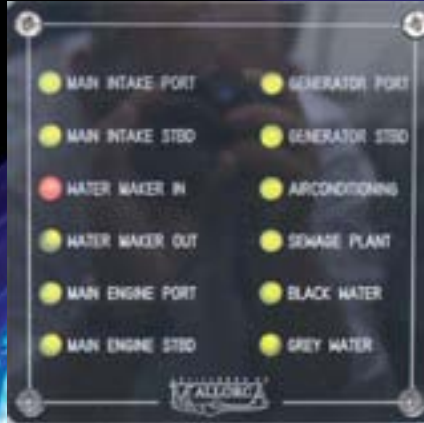 MAIN INTAKE PORT
MAIN INTAKE STBD
WATER MAKER IN
WATER MAKER OUT
MAIN ENGINE PORT
MAIN ENGINE STBD
GENERATOR PORT
GENERATOR STBD
AIRCONDITIONING
SEWAGE PLANT
BLACK WATER
GREY WATER
MALLORCA